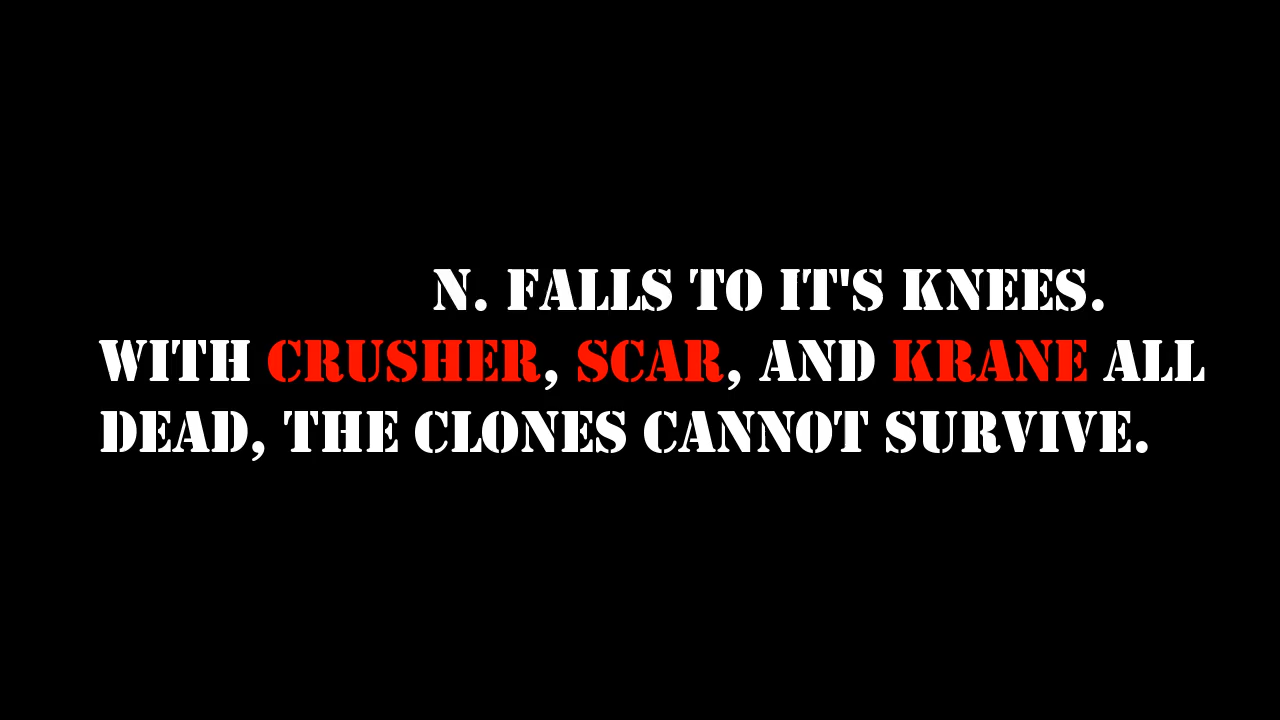 N. FALLS TO IT'S KNEES.
WITH CRUSHER, SCAR, AND KRANE ALL
DEAD, THE CLONES CANNOT SURVIVE.